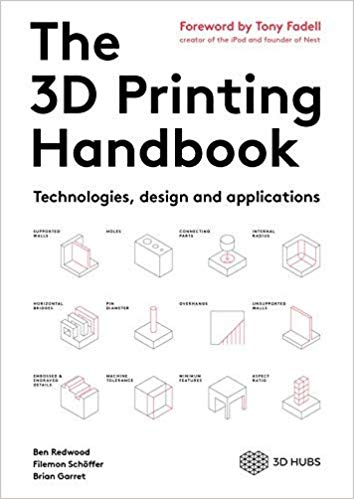 The
3D Printing
Handbook
Foreword by Tony Fadell
creator of the iPod and founder of Nest
Technologies, design and applications
SUPPORTED
WALLS
HOLES
CONNECTING
PARTS
INTERNAL
RADIUS
HORIZONTAL
BRIDGES
PIN
DIAMETER
OVERHANGS
UNSUPPORTED
WALLS
EMBOSSED &
ENGRAVED
DETAILS
MACHINE
TOLERANCE
MINIMUM
FEATURES
ASPECT
RATIO
Ben Redwood
Filemon Schöffer
Brian Garret
3D HUBS